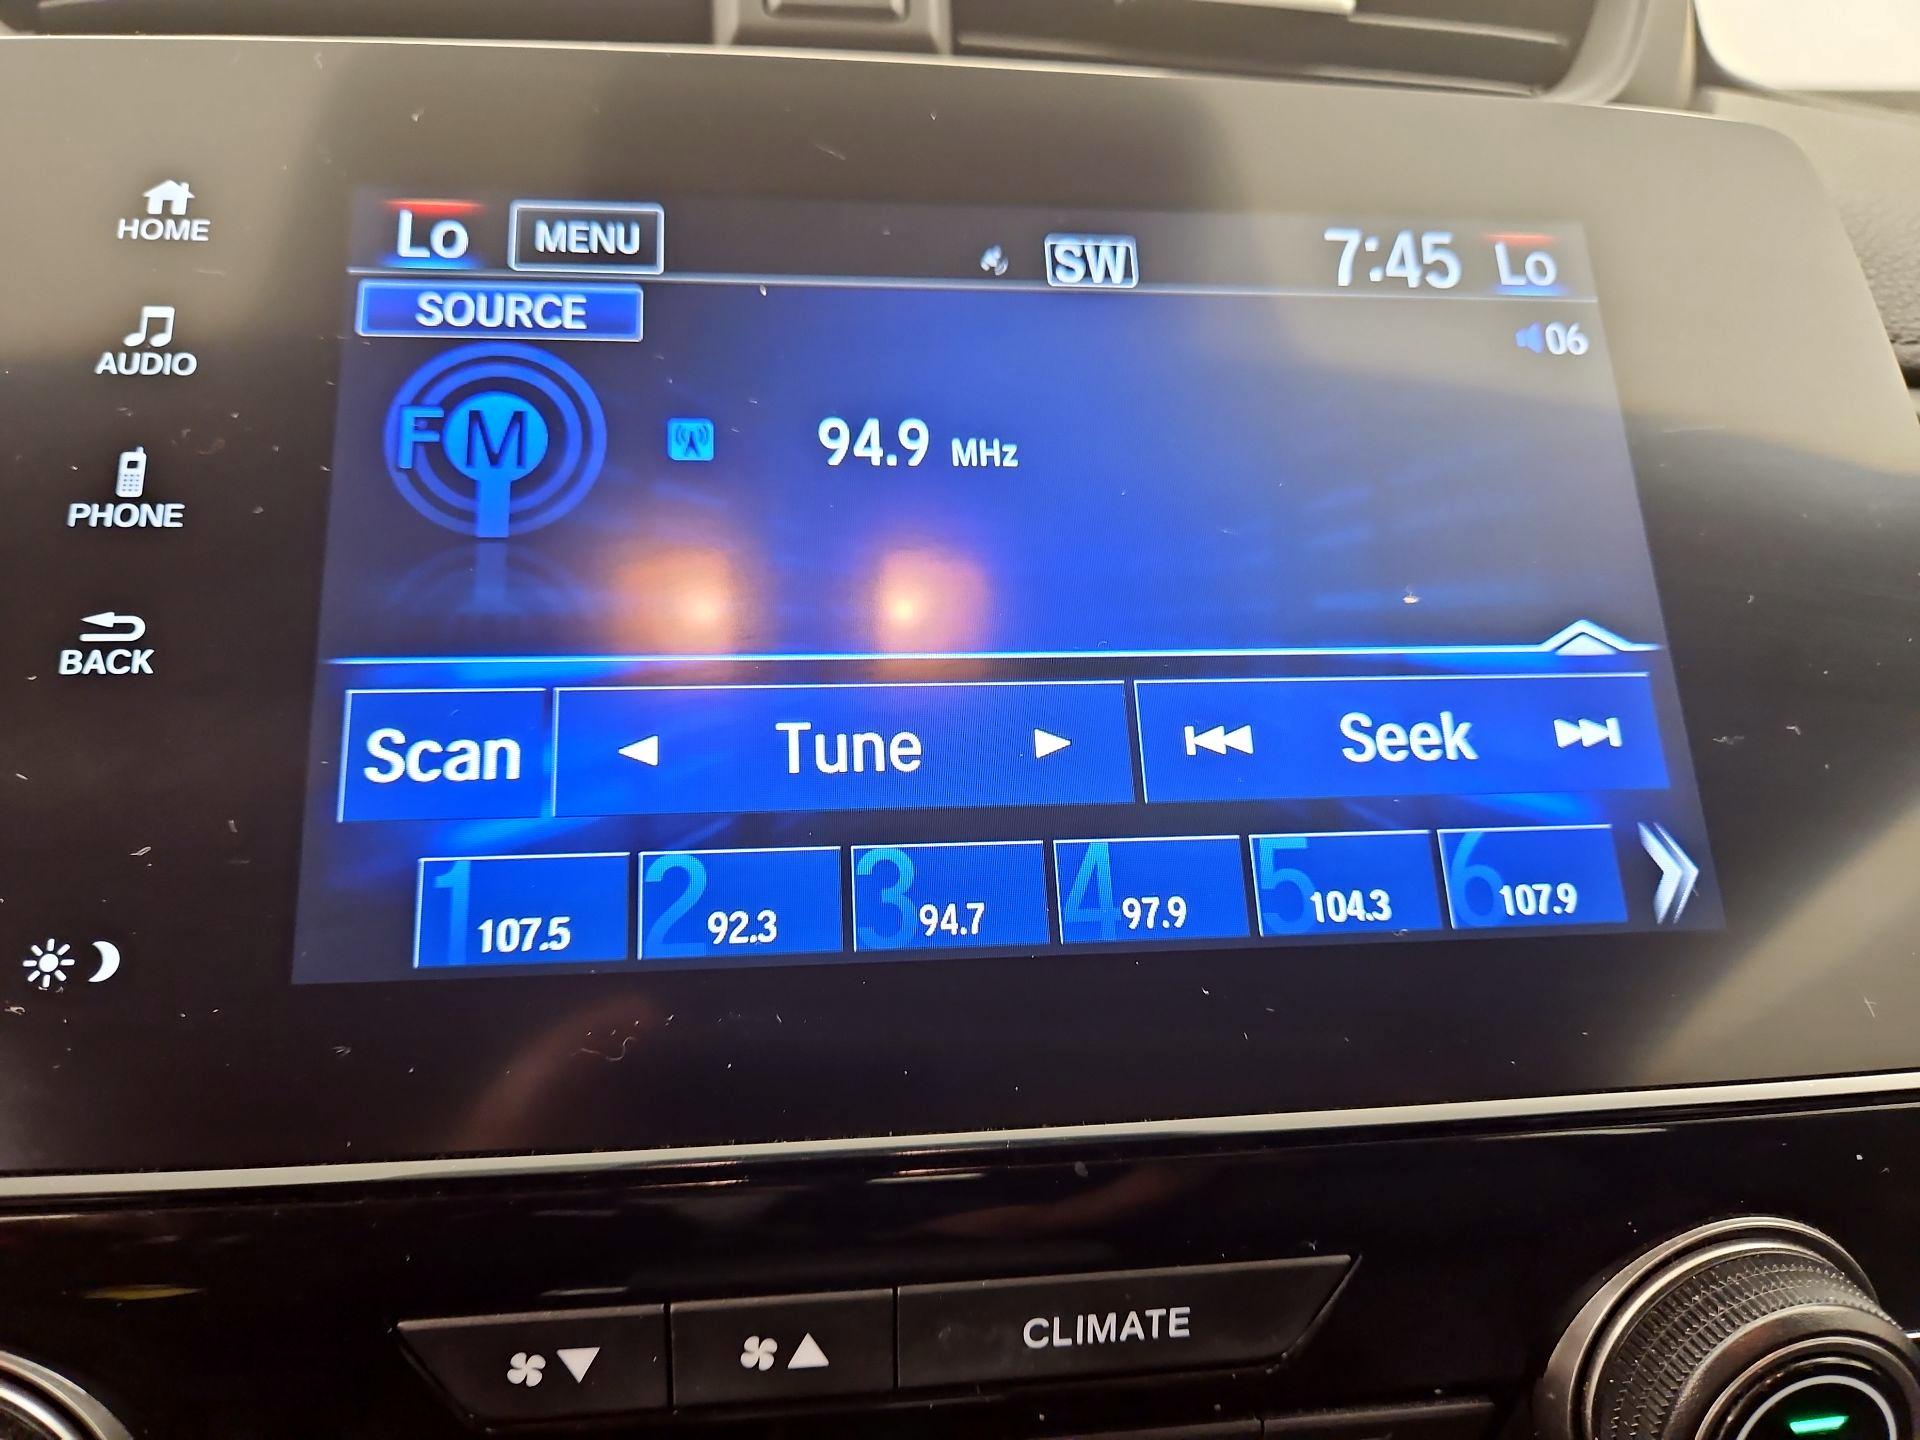 HOME
AUDIO
PHONE
BACK
Lo MENU SW 7:45 Lo
SOURCE
06
FM 94.9 MHz
Scan Tune Seek
1 107.5 2 92.3 3 94.7 4 97.9 5 104.3 6 107.9
CLIMATE